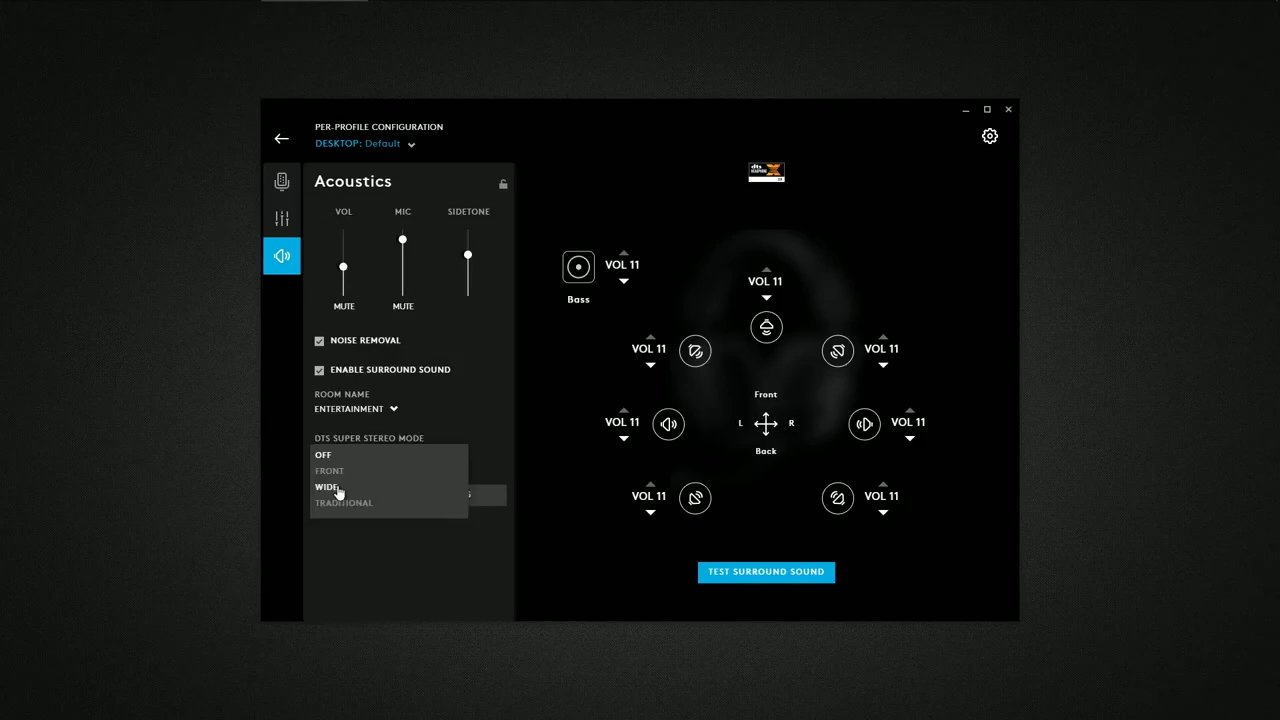 PER-PROFILE CONFIGURATION
DESKTOP: Default
Acoustics
VOL MIC SIDETONE
MUTE MUTE
NOISE REMOVAL
ENABLE SURROUND SOUND
ROOM NAME
ENTERTAINMENT
DTS SUPER STEREO MODE
OFF
FRONT
WIDE
TRADITIONAL
dts
HEADPHONE X
VOL 11
Bass
VOL 11
VOL 11
VOL 11
VOL 11
VOL 11
Front
L R
Back
VOL 11
VOL 11
TEST SURROUND SOUND